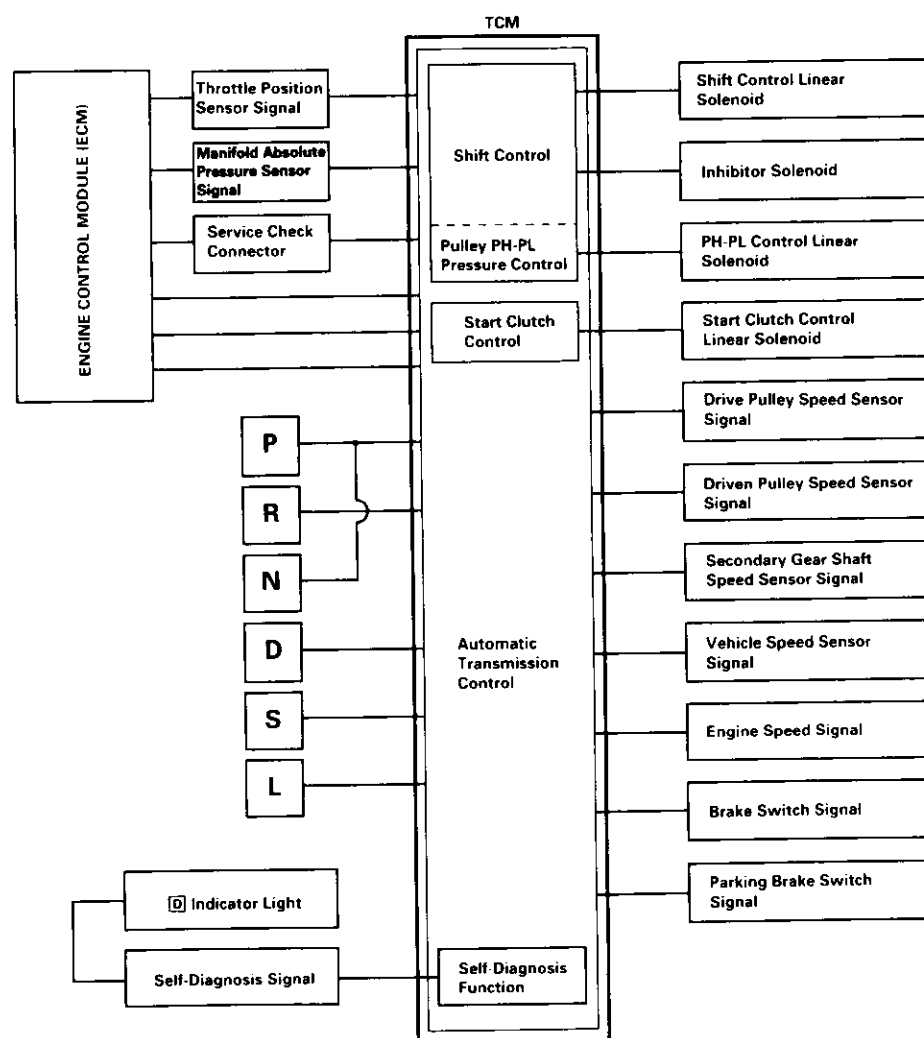 TCM
ENGINE CONTROL MODULE (ECM)
Throttle Position
Sensor Signal
Manifold Absolute
Pressure Sensor
Signal
Service Check
Connector
P
R
N
D
S
L
D Indicator Light
Self-Diagnosis Signal
Shift Control
Pulley PH-PL
Pressure Control
Start Clutch
Control
Automatic
Transmission
Control
Self-Diagnosis
Function
Shift Control Linear
Solenoid
Inhibitor Solenoid
PH-PL Control Linear
Solenoid
Start Clutch Control
Linear Solenoid
Drive Pulley Speed Sensor
Signal
Driven Pulley Speed Sensor
Signal
Secondary Gear Shaft
Speed Sensor Signal
Vehicle Speed Sensor
Signal
Engine Speed Signal
Brake Switch Signal
Parking Brake Switch
Signal